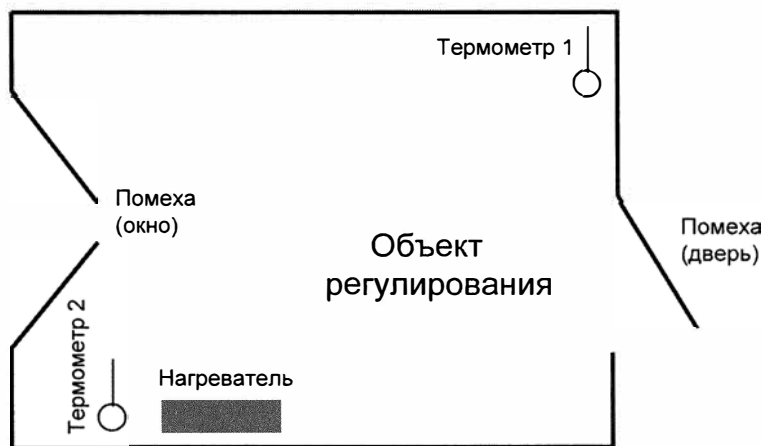 Термометр 1
Помеха
(окно)
Помеха
(дверь)
Объект
регулирования
Термометр 2
Нагреватель